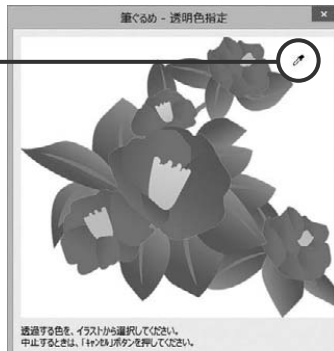 筆ぐるめ - 透明色指定
透過する色を、イラストから選択してください。
中止するときは、「ｷｬﾝｾﾙ」ボタンを押してください。